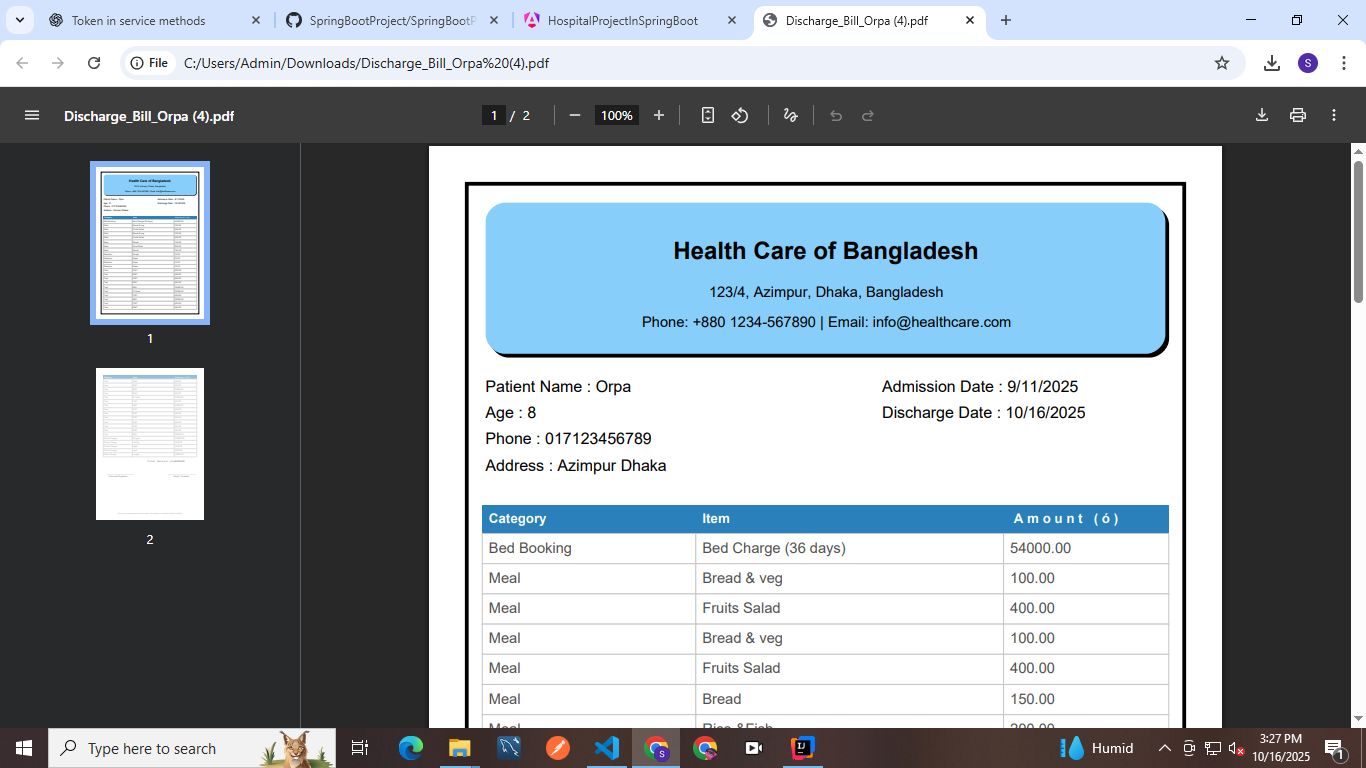 Token in service methods
SpringBootProject/SpringBootP
HospitalProjectInSpringBoot
Discharge_Bill_Orpa (4).pdf
File
C:/Users/Admin/Downloads/Discharge_Bill_Orpa%20(4).pdf
S
Discharge_Bill_Orpa (4).pdf
1 / 2
100%
1
2
Health Care of Bangladesh
123/4, Azimpur, Dhaka, Bangladesh
Phone: +880 1234-567890 | Email: info@healthcare.com
Patient Name : Orpa
Admission Date : 9/11/2025
Age : 8
Discharge Date : 10/16/2025
Phone : 017123456789
Address : Azimpur Dhaka
Category Item Amount (ó)
Bed Booking Bed Charge (36 days) 54000.00
Meal Bread & veg 100.00
Meal Fruits Salad 400.00
Meal Bread & veg 100.00
Meal Fruits Salad 400.00
Meal Bread 150.00
Type here to search
Humid
3:27 PM
10/16/2025
1